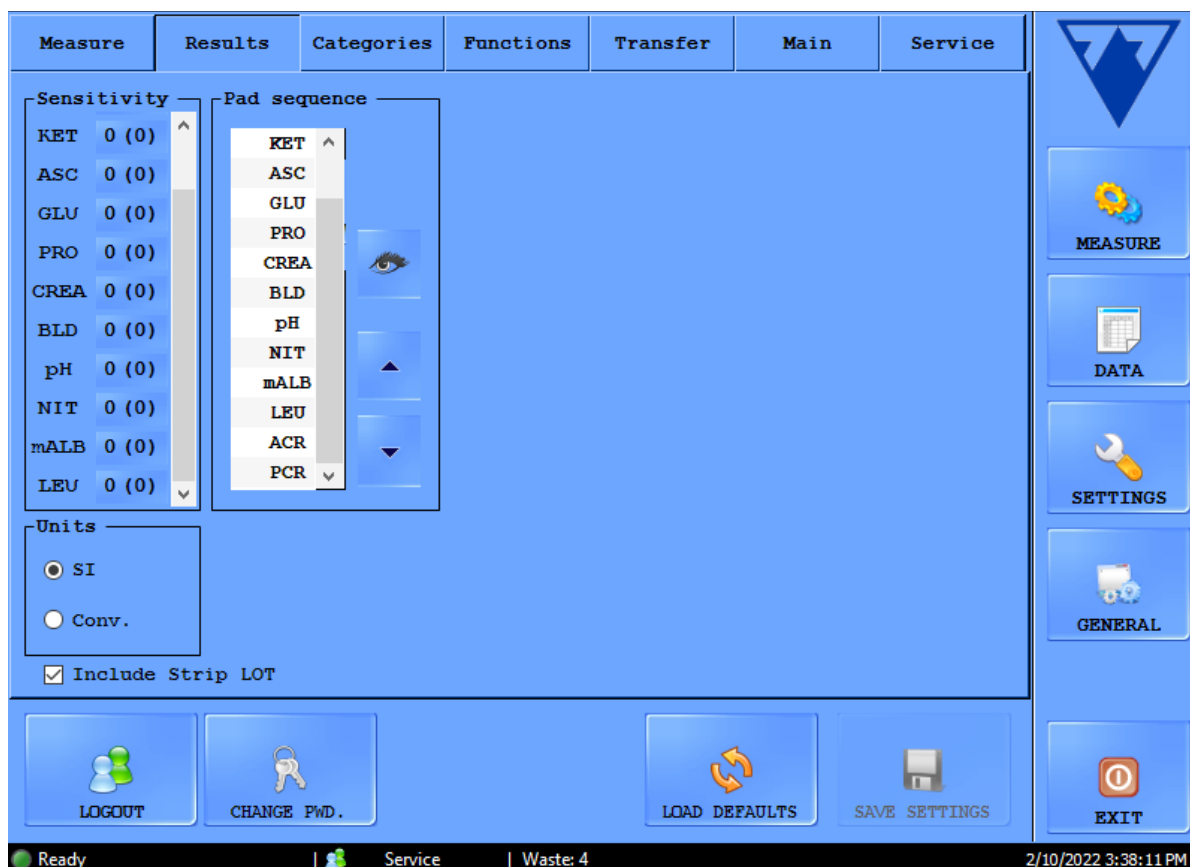 Measure Results Categories Functions Transfer Main Service
Sensitivity
KET 0 (0)
ASC 0 (0)
GLU 0 (0)
PRO 0 (0)
CREA 0 (0)
BLD 0 (0)
pH 0 (0)
NIT 0 (0)
mALB 0 (0)
LEU 0 (0)
Pad sequence
KET
ASC
GLU
PRO
CREA
BLD
pH
NIT
mALB
LEU
ACR
PCR
Units
SI
Conv.
Include Strip LOT
MEASURE
DATA
SETTINGS
GENERAL
LOGOUT CHANGE PWD. LOAD DEFAULTS SAVE SETTINGS EXIT
Ready | Service | Waste: 4 2/10/2022 3:38:11 PM